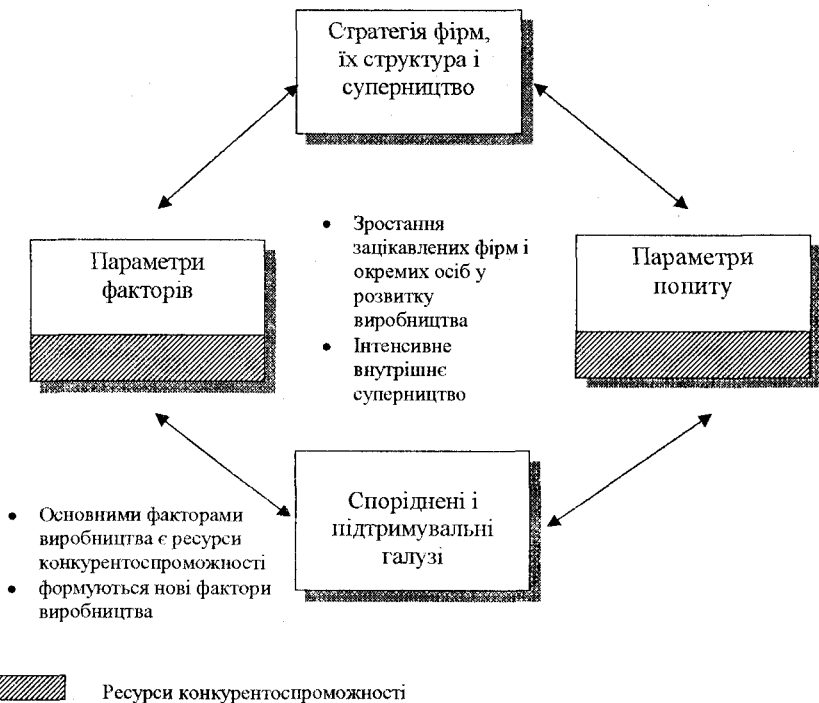 Стратегія фірм,
їх структура і
суперництво
Параметри
факторів
• Зростання
зацікавлених фірм і
окремих осіб у
розвитку
виробництва
• Інтенсивне
внутрішнє
суперництво
Параметри
попиту
Споріднені і
підтримувальні
галузі
• Основними факторами
виробництва є ресурси
конкурентоспроможності
• формуються нові фактори
виробництва
Ресурси конкурентоспроможності